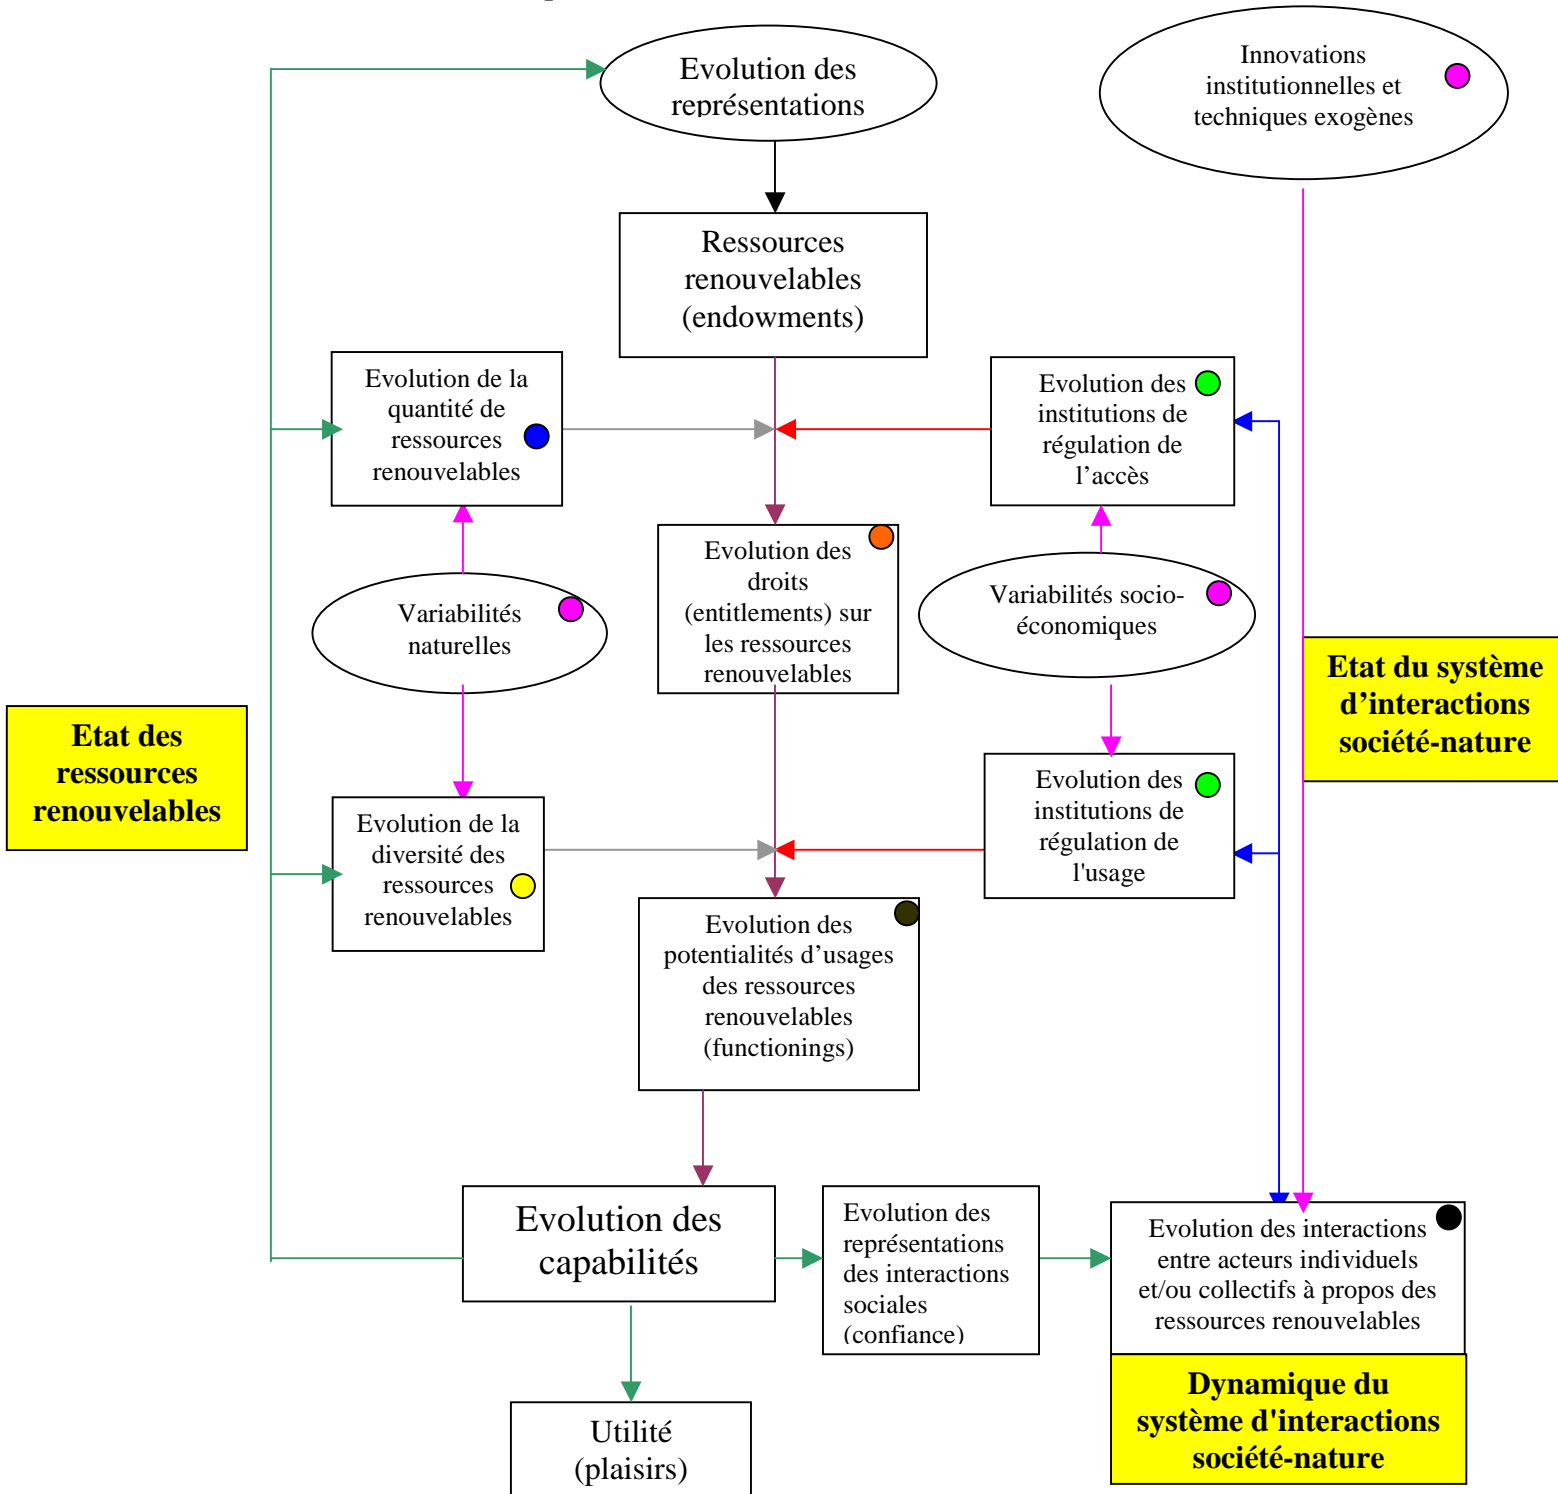 Evolution des
représentations
Innovations
institutionnelles et
techniques exogènes
Ressources
renouvelables
(endowments)
Evolution de la
quantité de
ressources
renouvelables
Evolution des
institutions de
régulation de
l’accès
Evolution des
droits
(entitlements) sur
les ressources
renouvelables
Variabilités
naturelles
Variabilités socio-
économiques
Etat du système
d’interactions
société-nature
Etat des
ressources
renouvelables
Evolution de la
diversité des
ressources
renouvelables
Evolution des
institutions de
régulation de
l'usage
Evolution des
potentialités d’usages
des ressources
renouvelables
(functionings)
Evolution des
capabilités
Evolution des
représentations
des interactions
sociales
(confiance)
Evolution des interactions
entre acteurs individuels
et/ou collectifs à propos des
ressources renouvelables
Dynamique du
système d'interactions
société-nature
Utilité
(plaisirs)